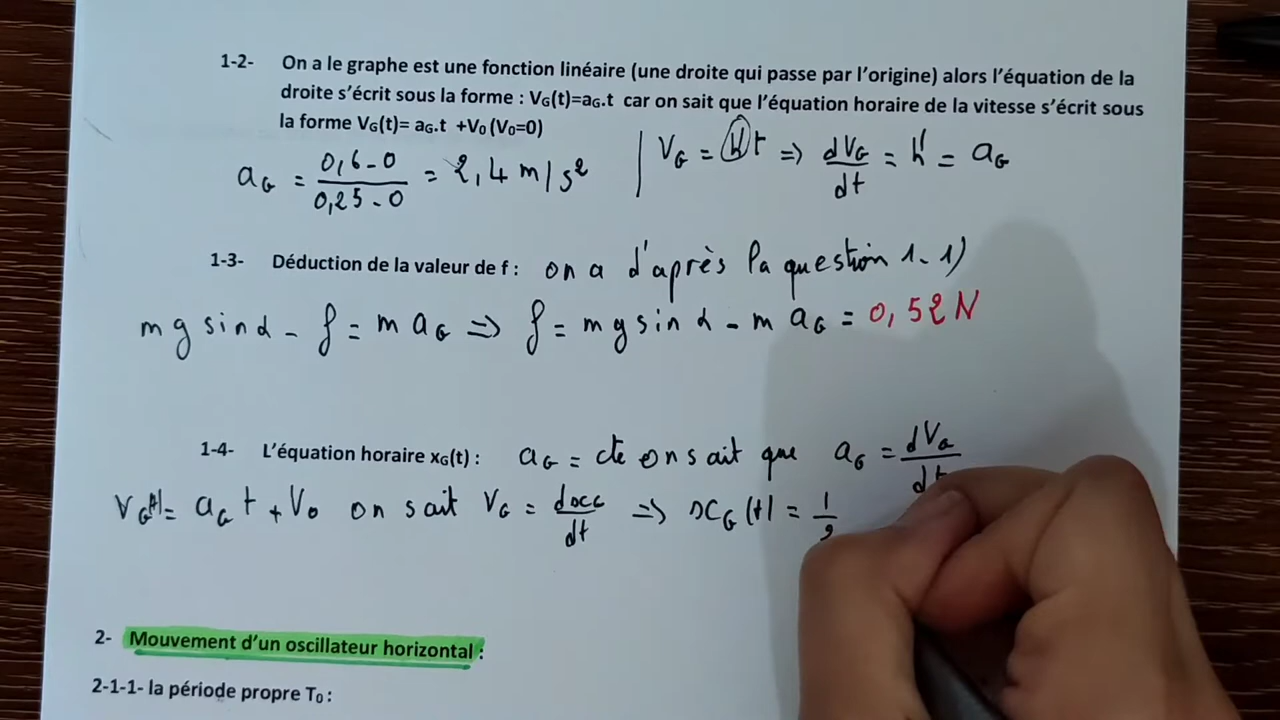 1-2- On a le graphe est une fonction linéaire (une droite qui passe par l'origine) alors l'équation de la
droite s'écrit sous la forme : VG(t)=aG.t car on sait que l'équation horaire de la vitesse s'écrit sous
la forme VG(t)= aG.t +V0 (V0=0)
aG = (0,6-0)/(0,25-0) = 2,4 m/s² | VG = kt => dVG/dt = k = aG
1-3- Déduction de la valeur de f : on a d'après la question 1-1)
mg sin α - f = m aG => f = mg sin α - m aG = 0,52 N
1-4- L'équation horaire xG(t) : aG = cte on sait que aG = dVG/dt
VG(t) = aG t + V0 on sait VG = dxG/dt => xG(t) = 1/2
2- Mouvement d'un oscillateur horizontal :
2-1-1- la période propre T0 :